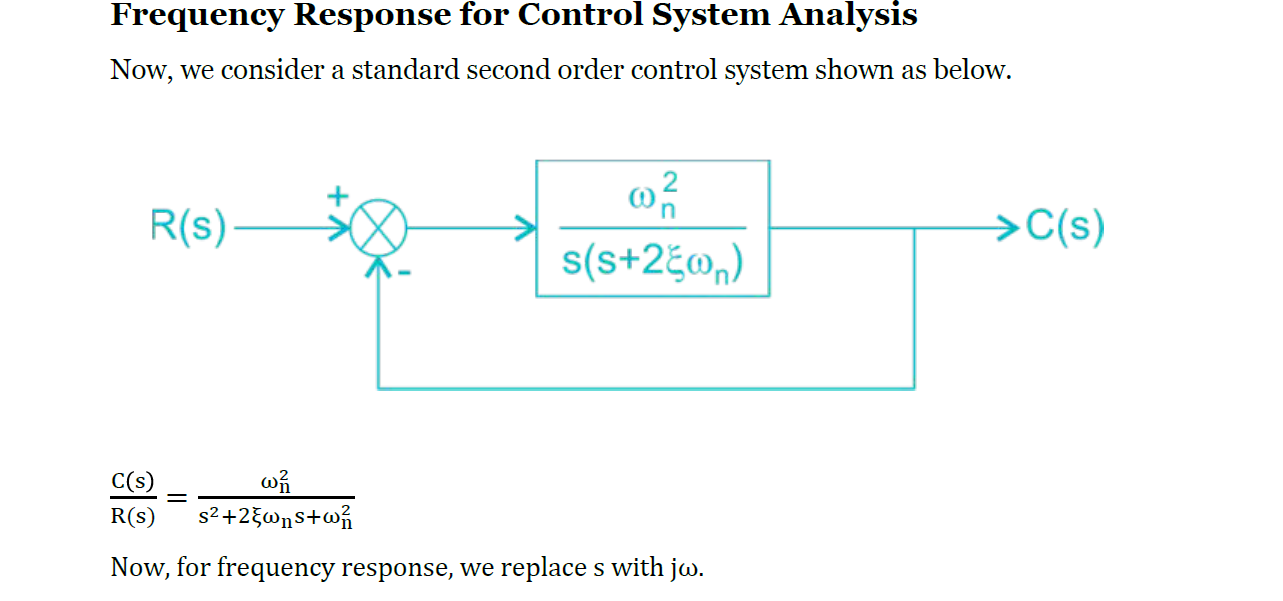 Frequency Response for Control System Analysis
Now, we consider a standard second order control system shown as below.
R(s) + - ω²ₙ / s(s+2ξωₙ) C(s)
C(s)/R(s) = ω²ₙ / s²+2ξωₙs+ω²ₙ
Now, for frequency response, we replace s with jω.